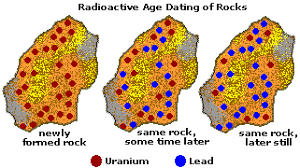 Radioactive Age Dating of Rocks
newly
formed rock
same rock,
some time later
same rock,
later still
Uranium
Lead